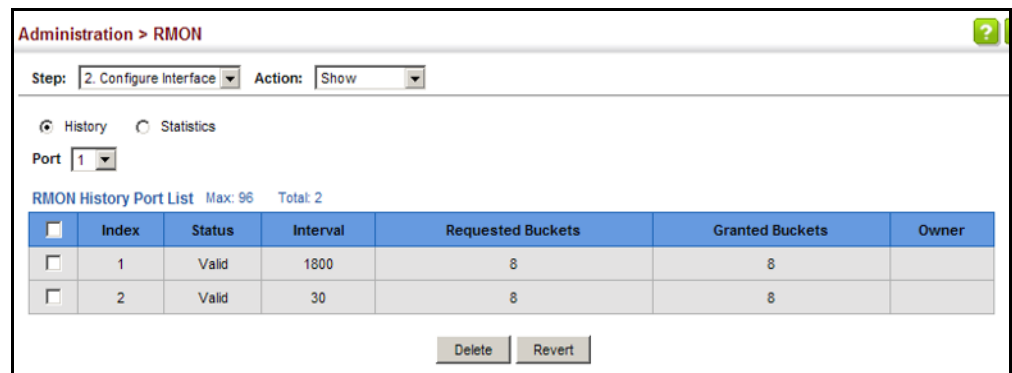 Administration > RMON ?
Step: 2. Configure Interface Action: Show
History Statistics
Port 1
RMON History Port List Max: 96 Total: 2
Index Status Interval Requested Buckets Granted Buckets Owner
1 Valid 1800 8 8
2 Valid 30 8 8
Delete Revert